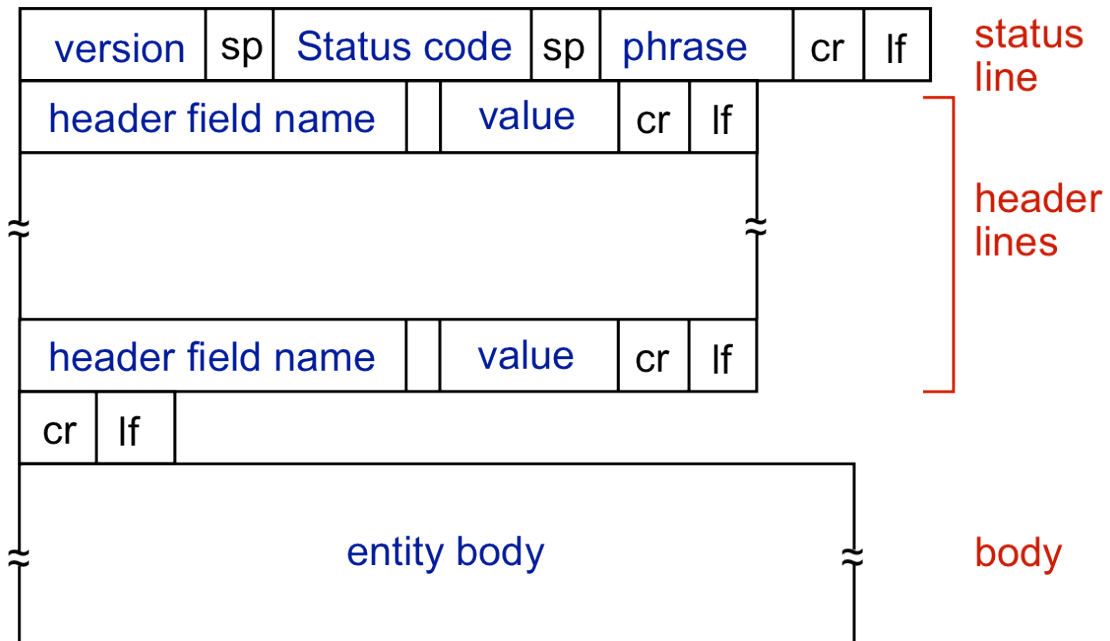 version sp Status code sp phrase cr lf status line
header field name value cr lf
header lines
header field name value cr lf
cr lf
entity body body